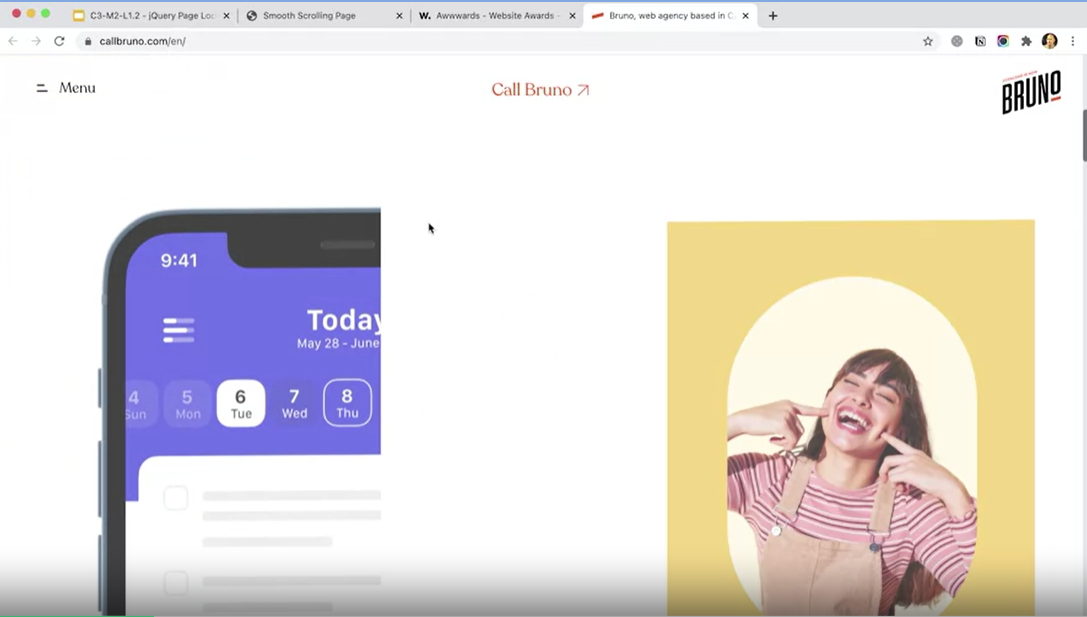 C3-M2-L1.2 - jQuery Page Loc
Smooth Scrolling Page
W. Awwwards - Website Awards -
Bruno, web agency based in C
callbruno.com/en/
Menu
Call Bruno
BRUNO
9:41
Today
May 28 - June
4 5 6 7 8
Sun Mon Tue Wed Thu